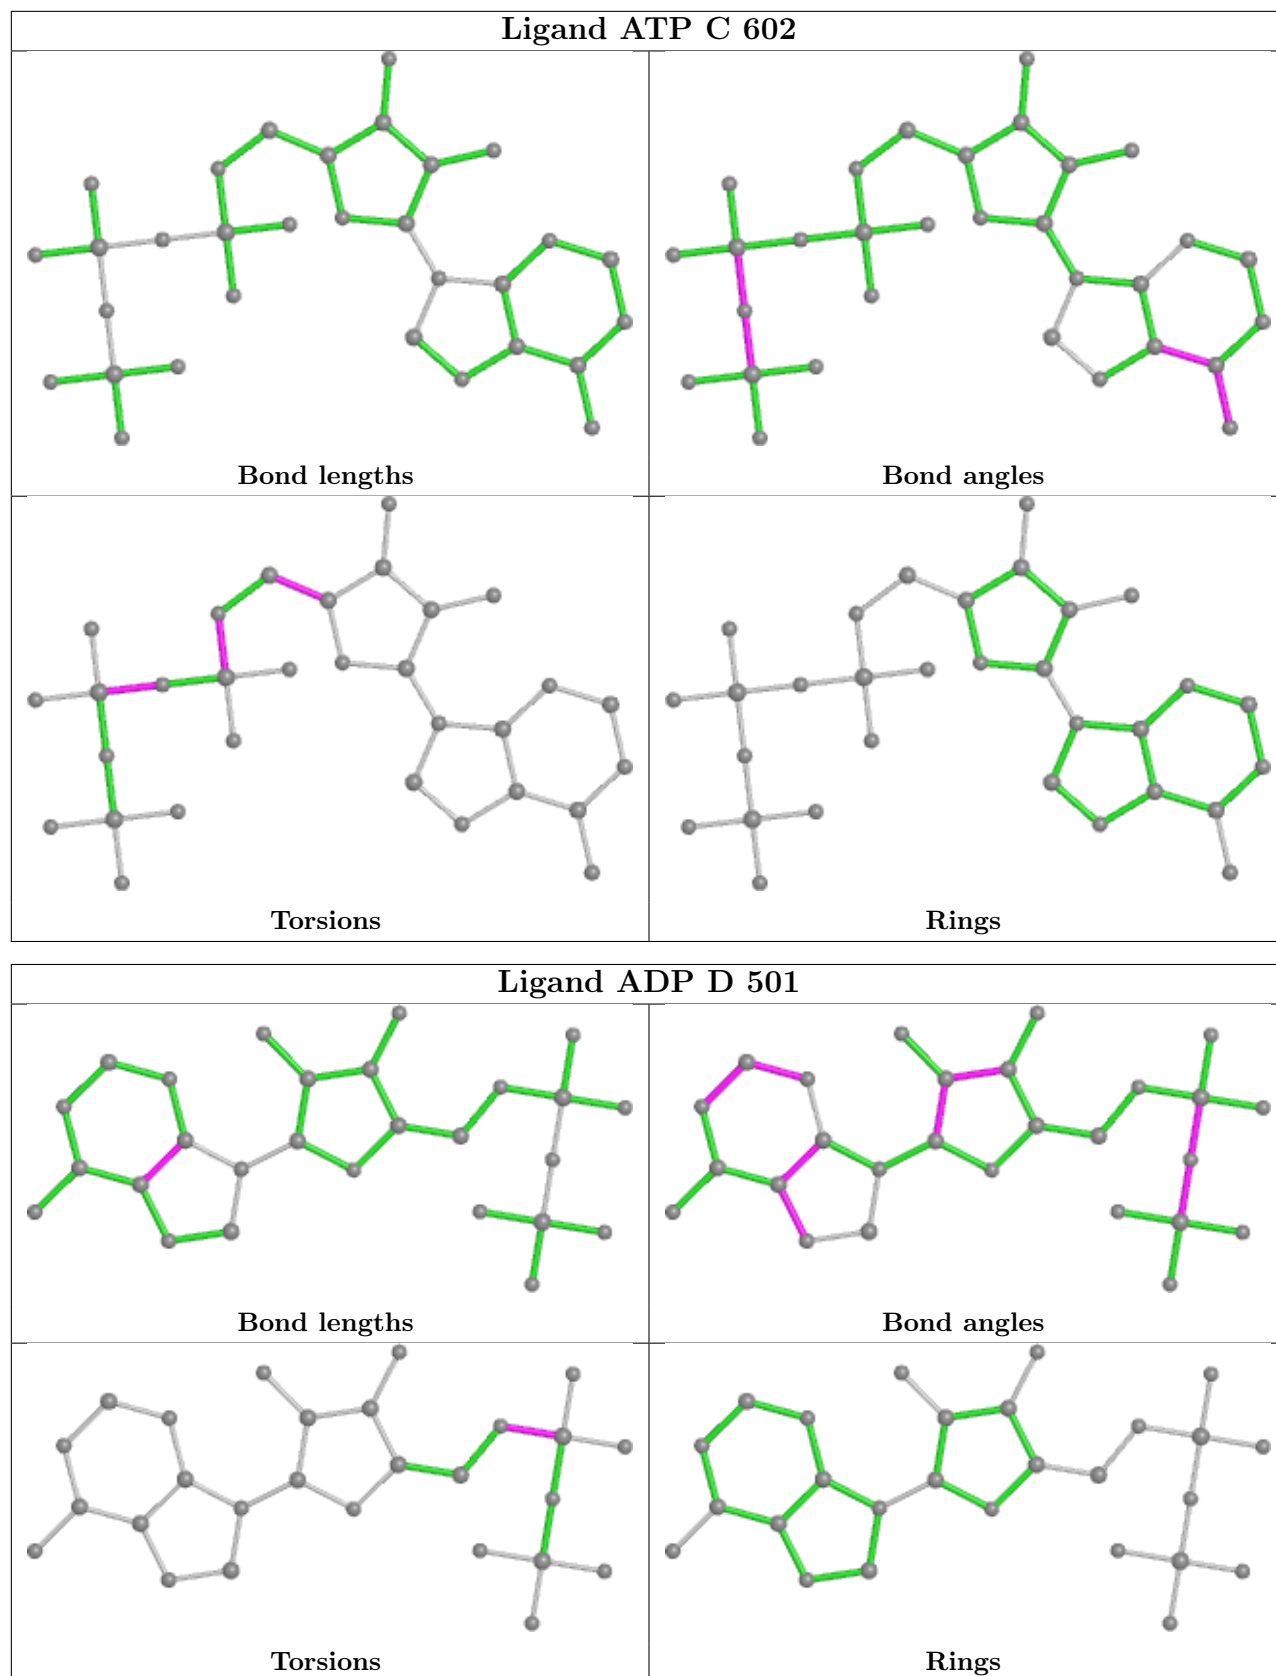 Ligand ATP C 602
Bond lengths
Bond angles
Torsions
Rings
Ligand ADP D 501
Bond lengths
Bond angles
Torsions
Rings